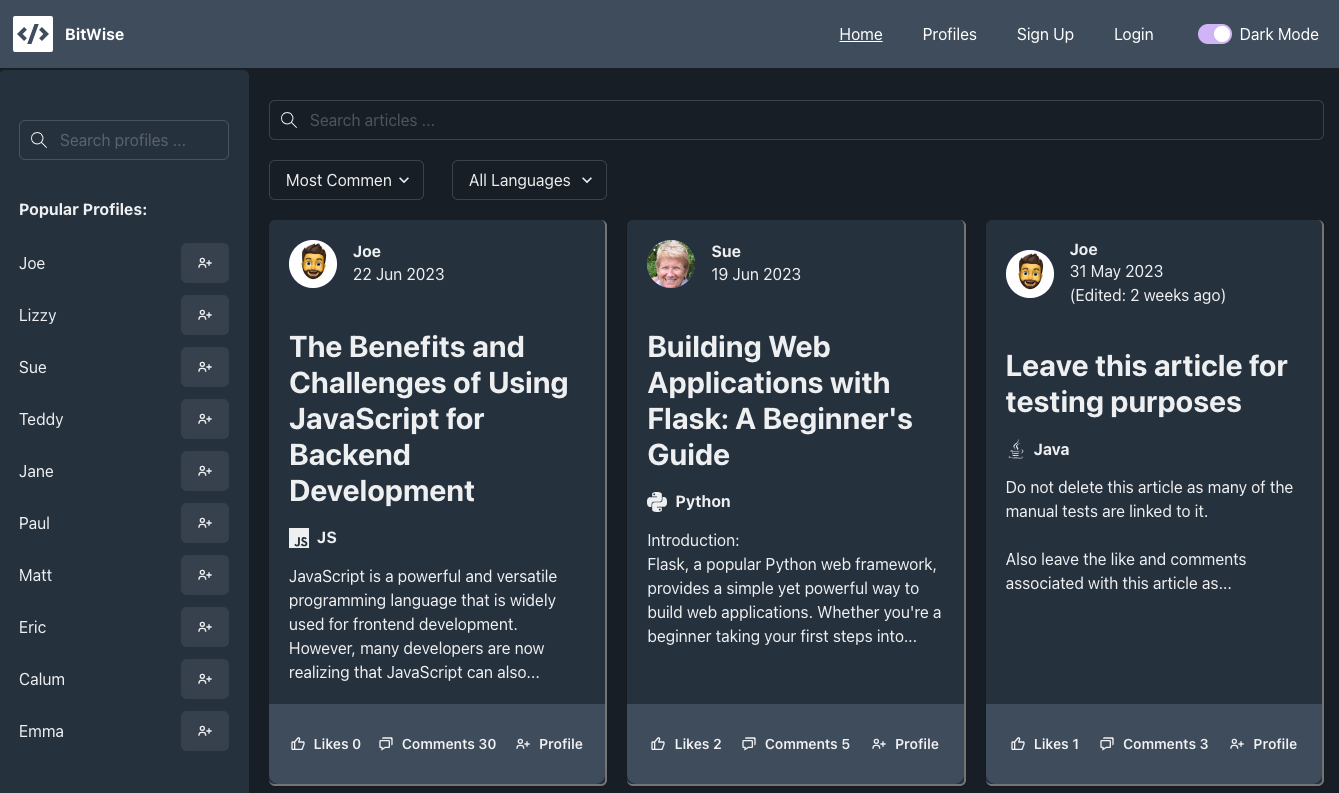 </> BitWise
Home Profiles Sign Up Login Dark Mode
Search profiles ...
Popular Profiles:
Joe
Lizzy
Sue
Teddy
Jane
Paul
Matt
Eric
Calum
Emma
Search articles ...
Most Commen All Languages
Joe
22 Jun 2023
The Benefits and
Challenges of Using
JavaScript for
Backend
Development
JS JS
JavaScript is a powerful and versatile
programming language that is widely
used for frontend development.
However, many developers are now
realizing that JavaScript can also...
Likes 0 Comments 30 Profile
Sue
19 Jun 2023
Building Web
Applications with
Flask: A Beginner's
Guide
Python
Introduction:
Flask, a popular Python web framework,
provides a simple yet powerful way to
build web applications. Whether you're a
beginner taking your first steps into...
Likes 2 Comments 5 Profile
Joe
31 May 2023
(Edited: 2 weeks ago)
Leave this article for
testing purposes
Java
Do not delete this article as many of the
manual tests are linked to it.
Also leave the like and comments
associated with this article as...
Likes 1 Comments 3 Profile